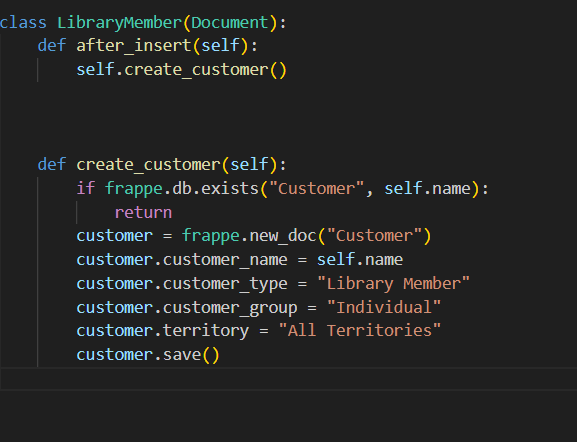 class LibraryMember(Document):
    def after_insert(self):
        self.create_customer()
    def create_customer(self):
        if frappe.db.exists("Customer", self.name):
            return
        customer = frappe.new_doc("Customer")
        customer.customer_name = self.name
        customer.customer_type = "Library Member"
        customer.customer_group = "Individual"
        customer.territory = "All Territories"
        customer.save()